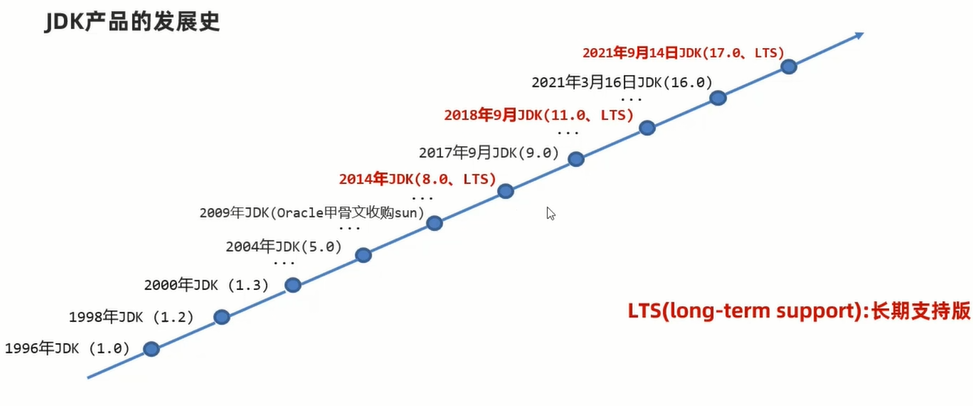 JDK产品的发展史
2021年9月14日JDK(17.0、LTS)
2021年3月16日JDK(16.0)
...
2018年9月JDK(11.0、LTS)
...
2017年9月JDK(9.0)
2014年JDK(8.0、LTS)
...
2009年JDK(Oracle甲骨文收购sun)
...
2004年JDK(5.0)
...
2000年JDK (1.3)
1998年JDK (1.2)
1996年JDK (1.0)
LTS(long-term support):长期支持版